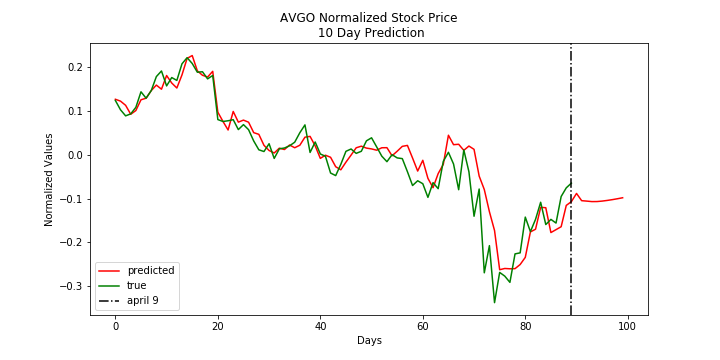 AVGO Normalized Stock Price
10 Day Prediction
Normalized Values
0.2
0.1
0.0
−0.1
−0.2
−0.3
predicted
true
april 9
0 20 40 60 80 100
Days